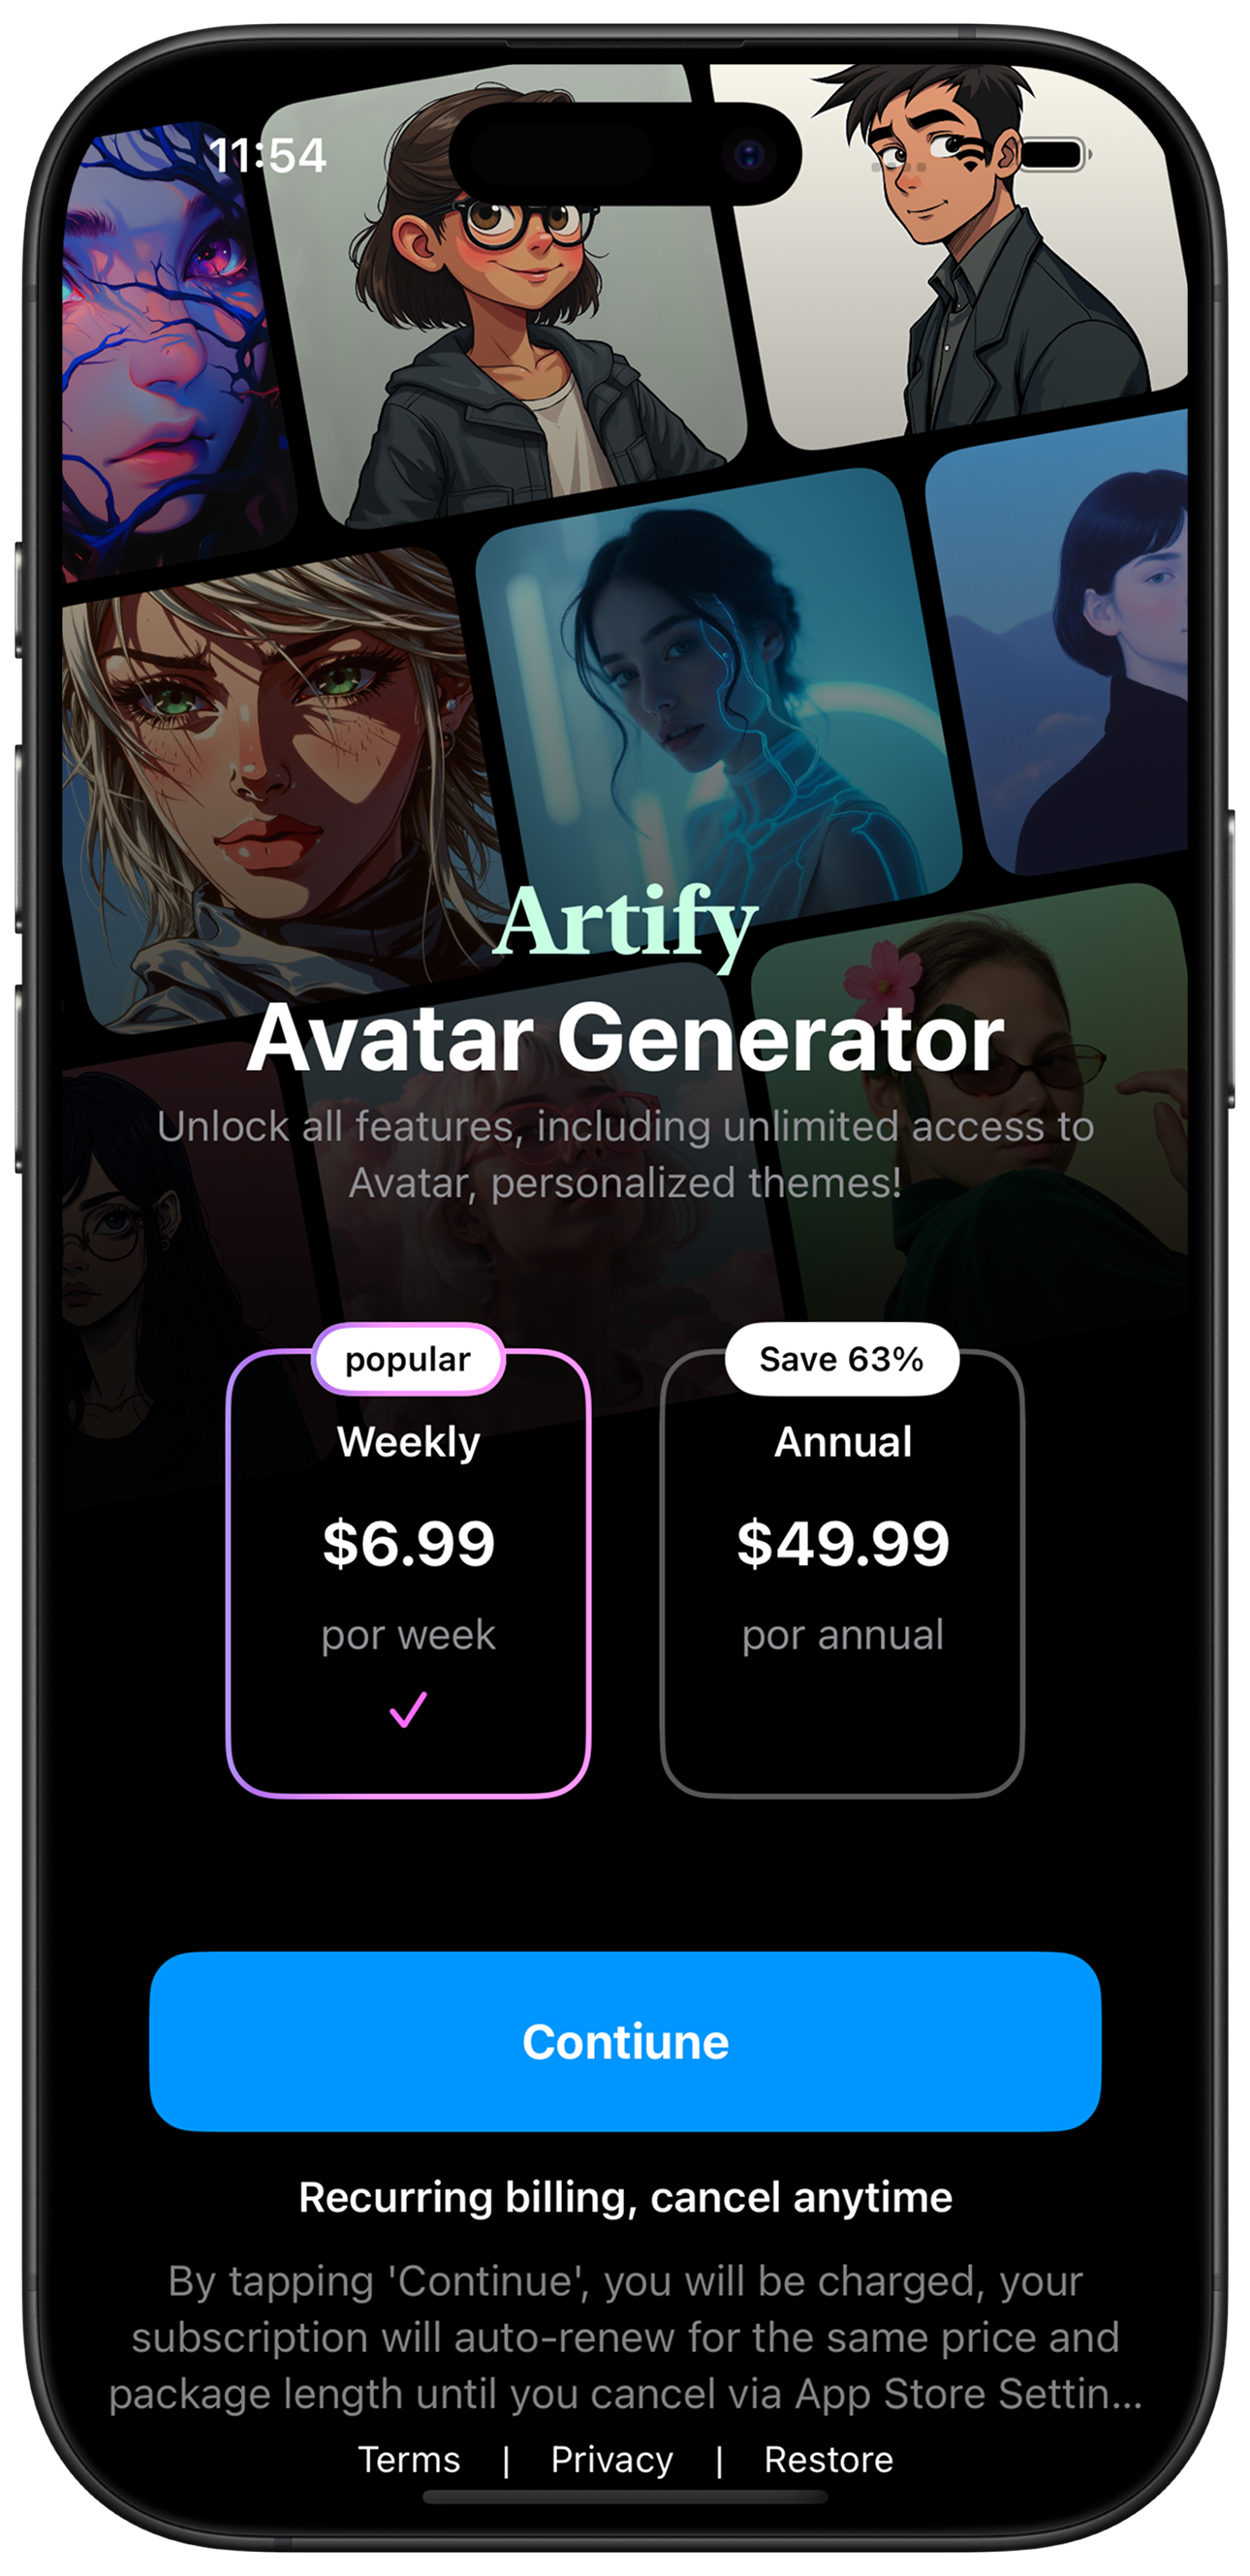 11:54
Artify
Avatar Generator
Unlock all features, including unlimited access to
Avatar, personalized themes!
popular
Save 63%
Weekly
Annual
$6.99
$49.99
por week
por annual
Contiune
Recurring billing, cancel anytime
By tapping 'Continue', you will be charged, your
subscription will auto-renew for the same price and
package length until you cancel via App Store Settin...
Terms | Privacy | Restore